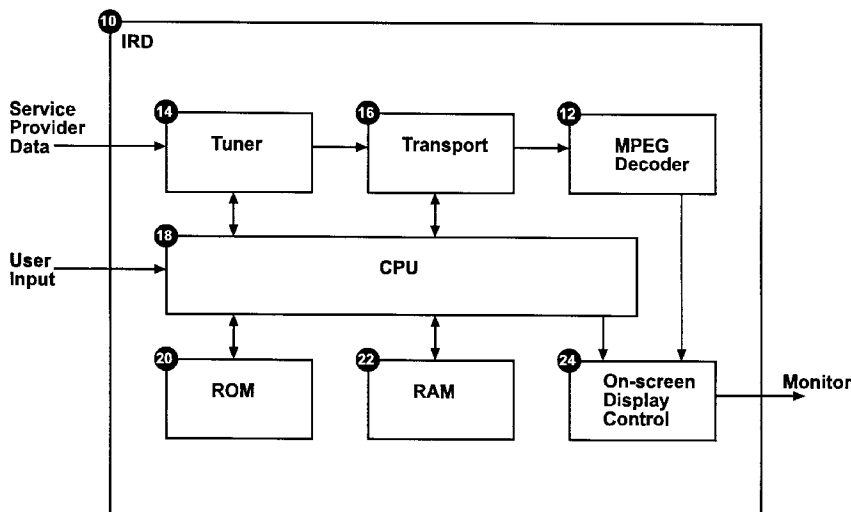 10
IRD
Service
Provider
Data
14
Tuner
16
Transport
12
MPEG
Decoder
18
CPU
User
Input
20
ROM
22
RAM
24
On-screen
Display
Control
Monitor